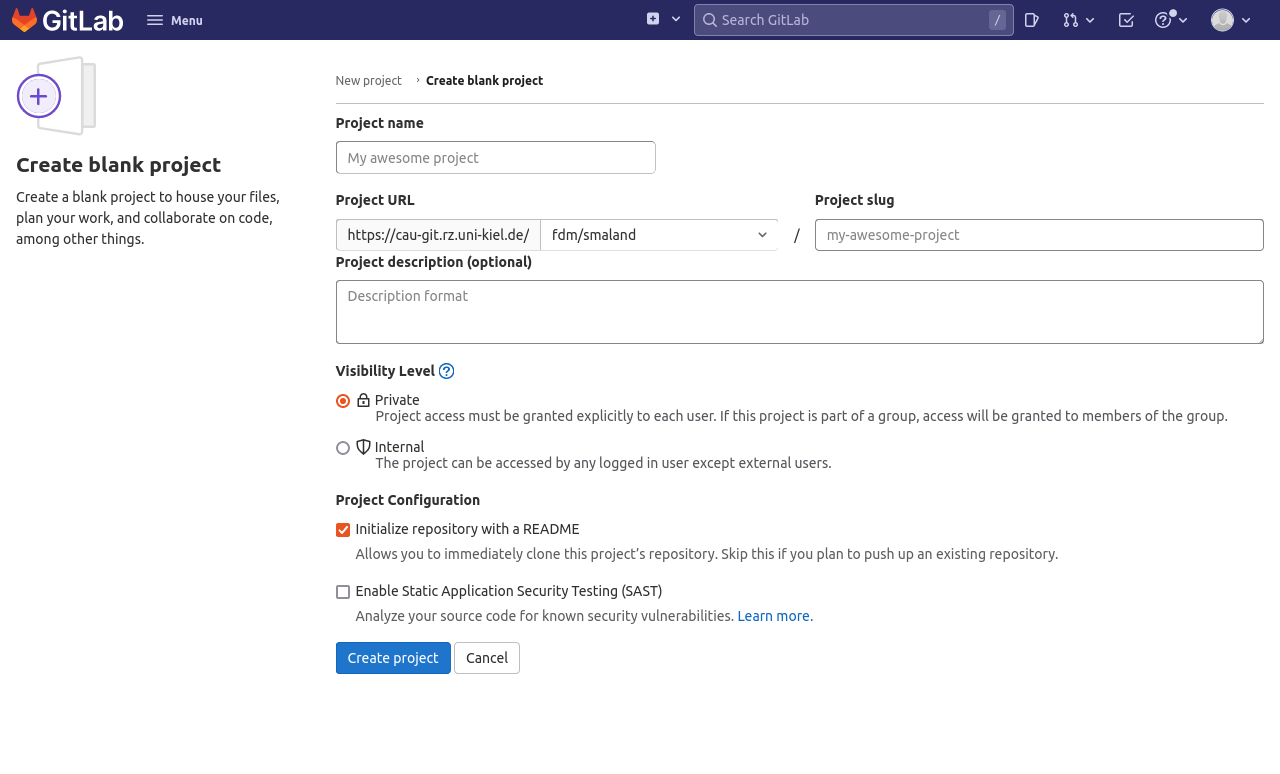 GitLab
Menu
Search GitLab
/
Create blank project
Create a blank project to house your files,
plan your work, and collaborate on code,
among other things.
New project › Create blank project
Project name
My awesome project
Project URL
Project slug
https://cau-git.rz.uni-kiel.de/ fdm/smaland / my-awesome-project
Project description (optional)
Description format
Visibility Level
Private
Project access must be granted explicitly to each user. If this project is part of a group, access will be granted to members of the group.
Internal
The project can be accessed by any logged in user except external users.
Project Configuration
Initialize repository with a README
Allows you to immediately clone this project’s repository. Skip this if you plan to push up an existing repository.
Enable Static Application Security Testing (SAST)
Analyze your source code for known security vulnerabilities. Learn more.
Create project
Cancel